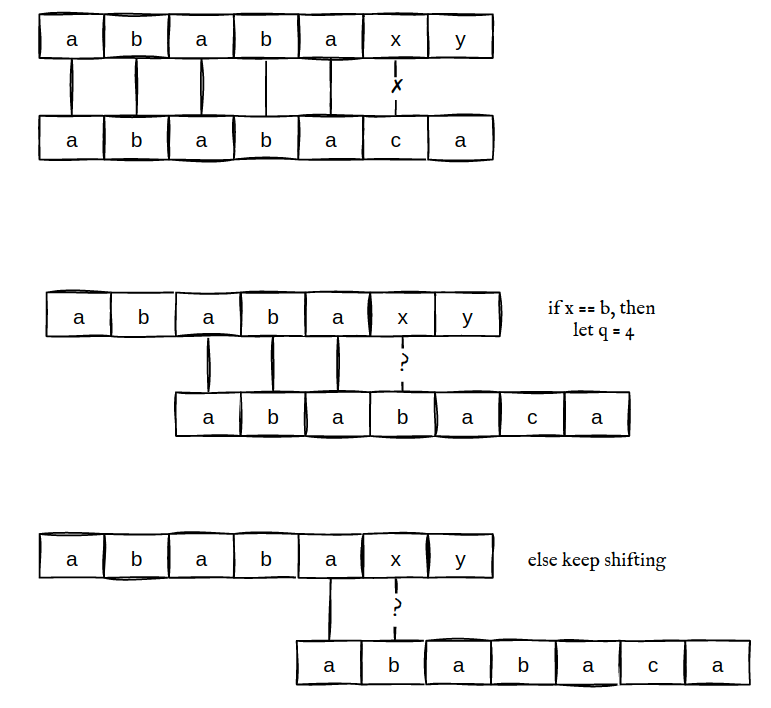 a b a b a x y
✗
a b a b a c a
a b a b a x y
if x == b, then
let q = 4
?
a b a b a c a
a b a b a x y
else keep shifting
?
a b a b a c a